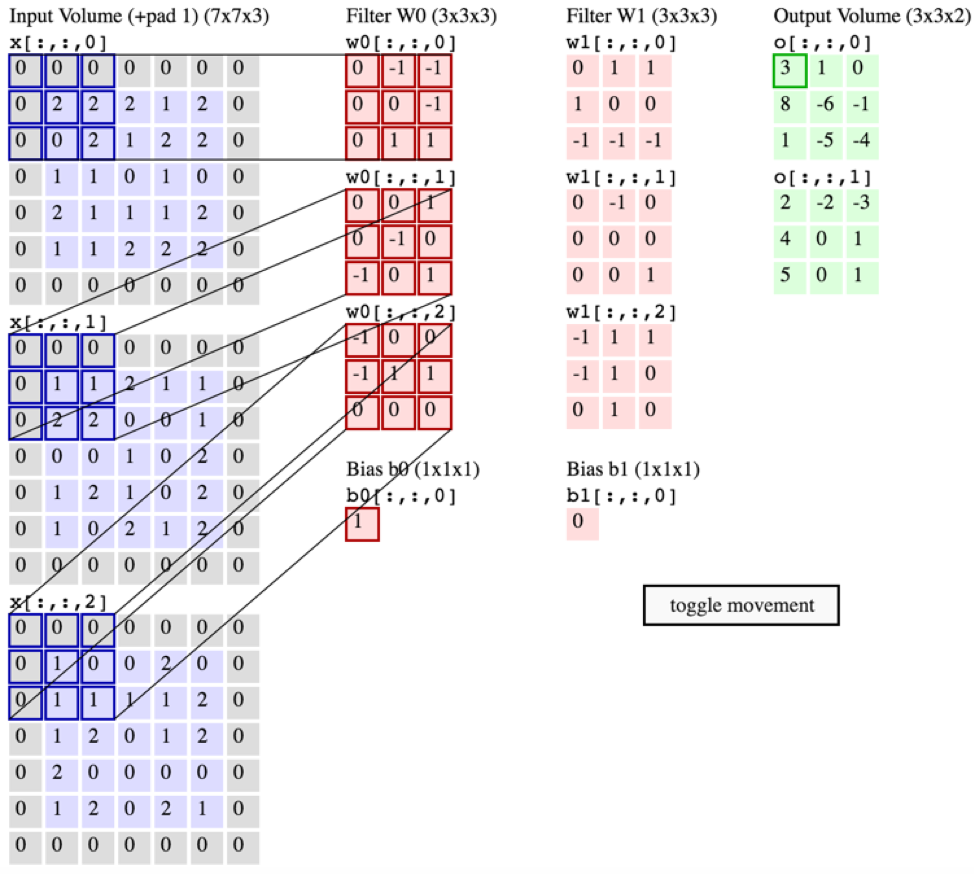 Input Volume (+pad 1) (7x7x3) Filter W0 (3x3x3) Filter W1 (3x3x3) Output Volume (3x3x2)
x[:,:,0] w0[:,:,0] w1[:,:,0] o[:,:,0]
0 0 0 0 0 0 0 0 -1 -1 0 1 1 3 1 0
0 2 2 2 1 2 0 0 0 -1 1 0 0 8 -6 -1
0 0 2 1 2 2 0 0 1 1 -1 -1 -1 1 -5 -4
0 1 1 0 1 0 0 w0[:,:,1] w1[:,:,1] o[:,:,1]
0 2 1 1 1 2 0 0 0 1 0 -1 0 2 -2 -3
0 1 1 2 2 2 0 0 -1 0 0 0 0 4 0 1
0 0 0 0 0 0 0 -1 0 1 0 0 1 5 0 1
x[:,:,1] w0[:,:,2] w1[:,:,2]
0 0 0 0 0 0 0 -1 0 0 -1 1 1
0 1 1 2 1 1 0 -1 1 1 -1 1 0
0 2 2 0 0 1 0 0 0 0 0 1 0
0 0 0 1 0 2 0 Bias b0 (1x1x1) Bias b1 (1x1x1)
0 1 2 1 0 2 0 b0[:,:,0] b1[:,:,0]
0 1 0 2 1 2 0 1 0
0 0 0 0 0 0 0
x[:,:,2] toggle movement
0 0 0 0 0 0 0
0 1 0 0 2 0 0
0 1 1 1 1 2 0
0 1 2 0 1 2 0
0 2 0 0 0 0 0
0 1 2 0 2 1 0
0 0 0 0 0 0 0